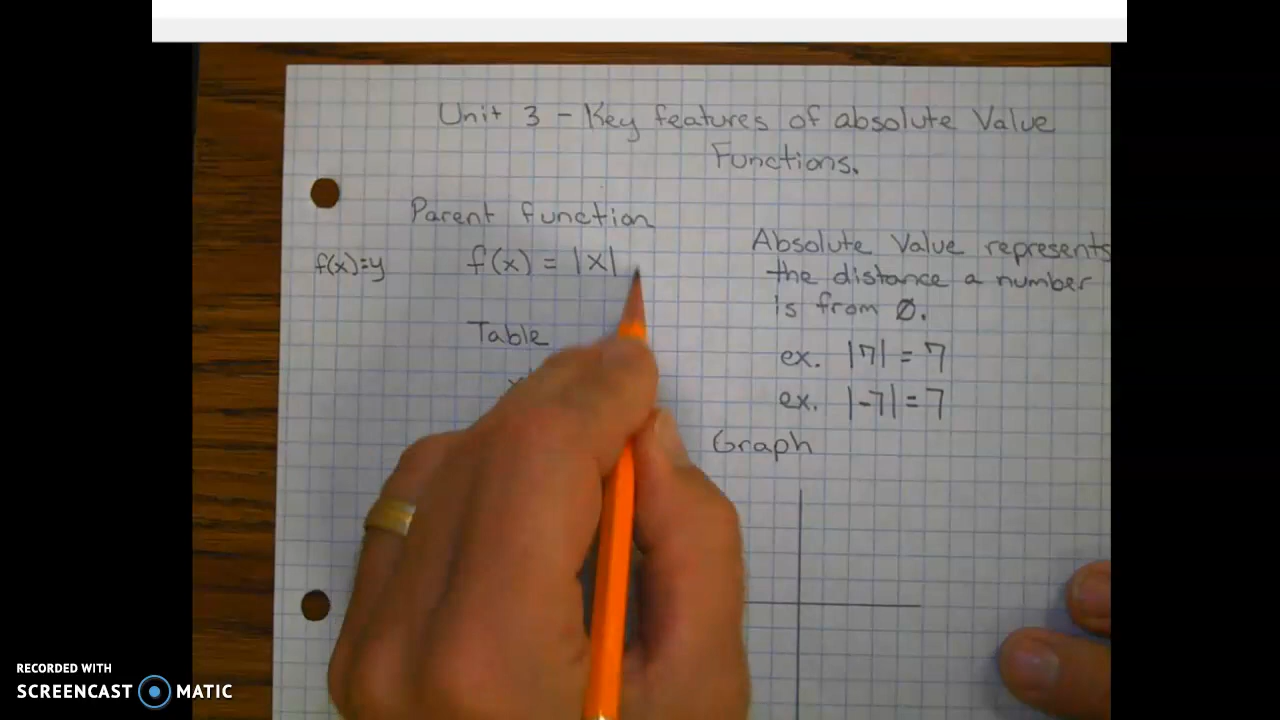 Unit 3 - Key features of absolute Value
Functions.
Parent function
f(x)=y
f(x) = |x|
Absolute Value represents
the distance a number
is from 0.
ex. |7| = 7
ex. |-7| = 7
Table
x
Graph
RECORDED WITH
SCREENCAST MATIC